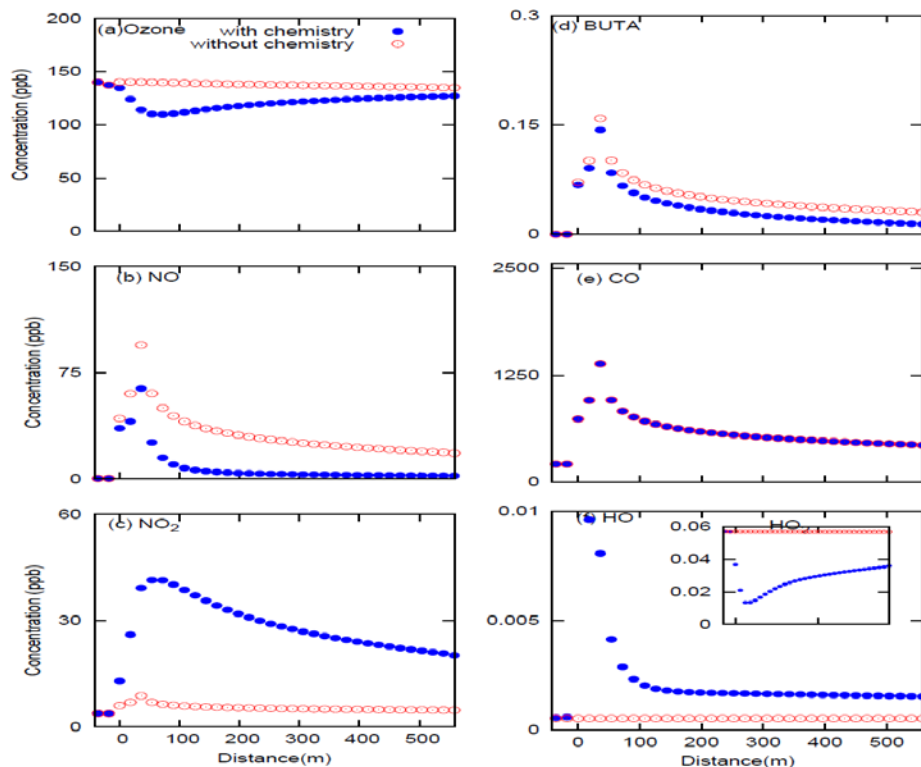 200
150
100
50
0
Concentration (ppb)
(a)Ozone
with chemistry
without chemistry
150
75
0
Concentration (ppb)
(b) NO
60
30
0
Concentration (ppb)
(c) NO2
0 100 200 300 400 500
Distance(m)
0.3
0.15
0
(d) BUTA
2500
1250
0
(e) CO
0.01
0.005
0
(f) HO
HO2
0.06
0.04
0.02
0
0 100 200 300 400 500
Distance(m)